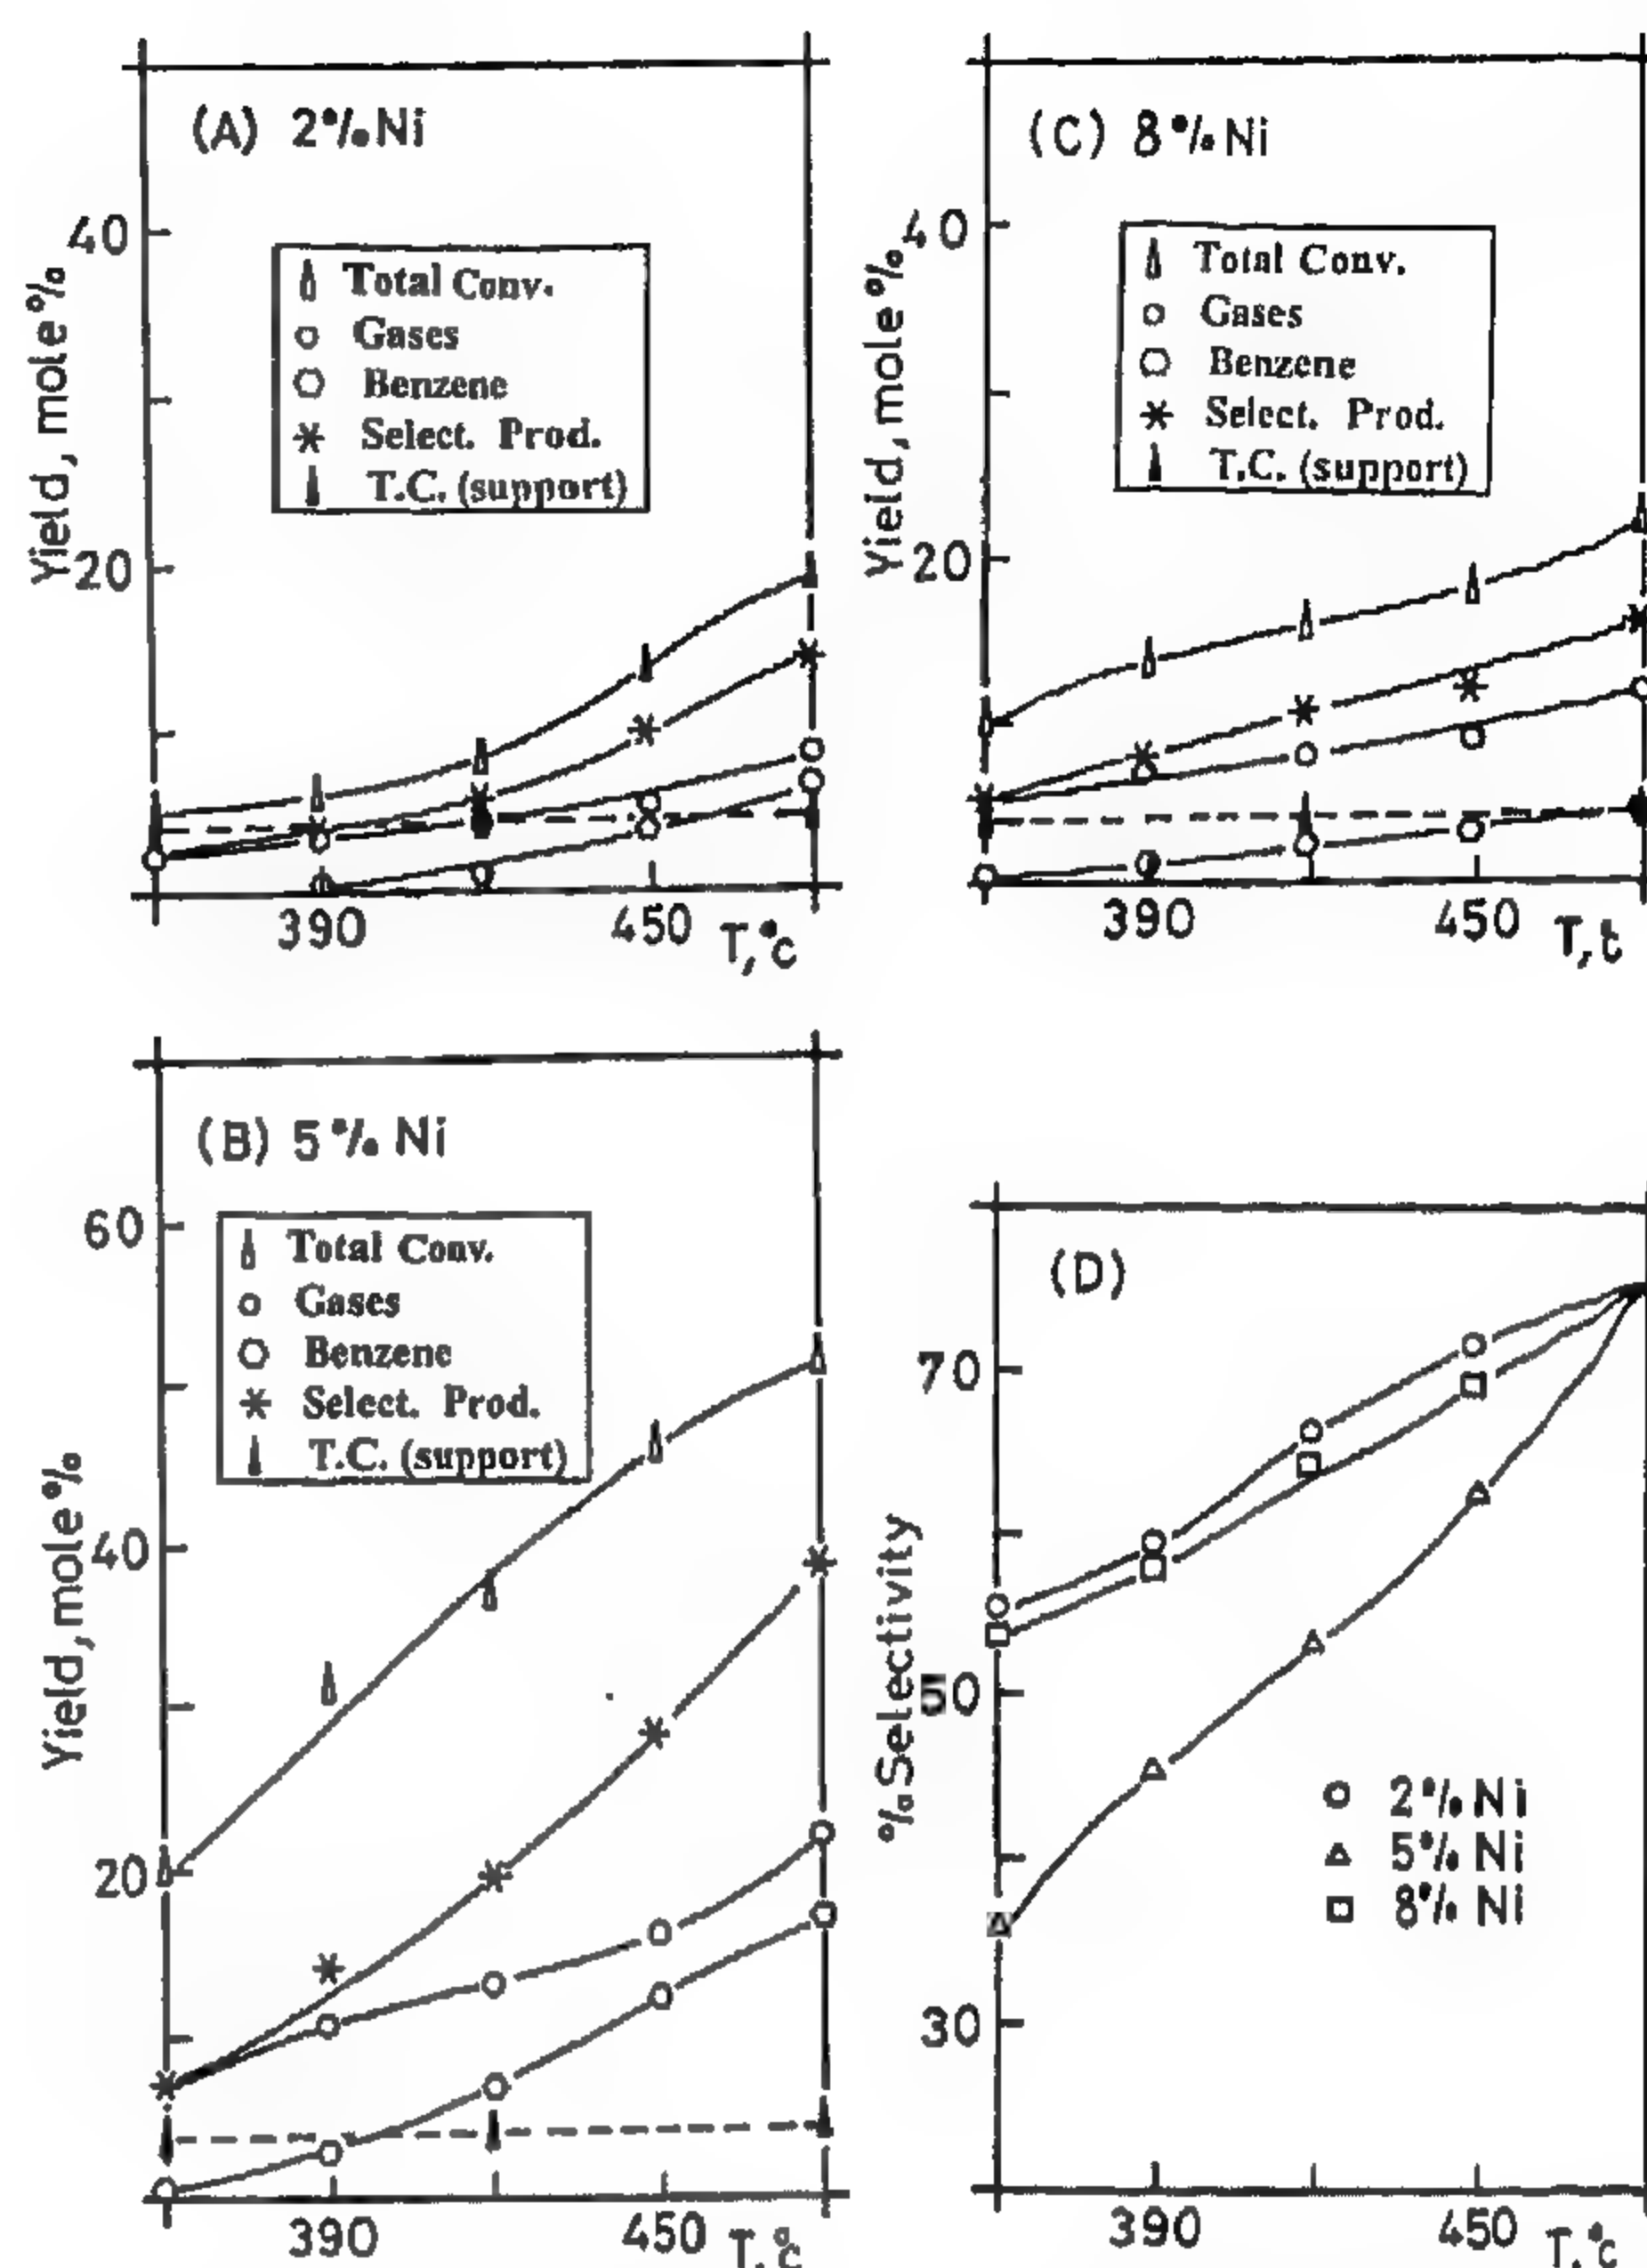 (A) 2%Ni
40
20
Yield, mole%
Total Conv.
Gases
Benzene
Select. Prod.
T.C. (support)
390
450
T,°c
(C) 8%Ni
40
20
Yield, mole%
Total Conv.
Gases
Benzene
Select. Prod.
T.C. (support)
390
450
T,
(B) 5% Ni
60
40
20
Yield, mole%
Total Conv.
Gases
Benzene
Select. Prod.
T.C. (support)
390
450
T,°c
(D)
70
50
30
% Selectivity
2% Ni
5% Ni
8% Ni
390
450
T,°c